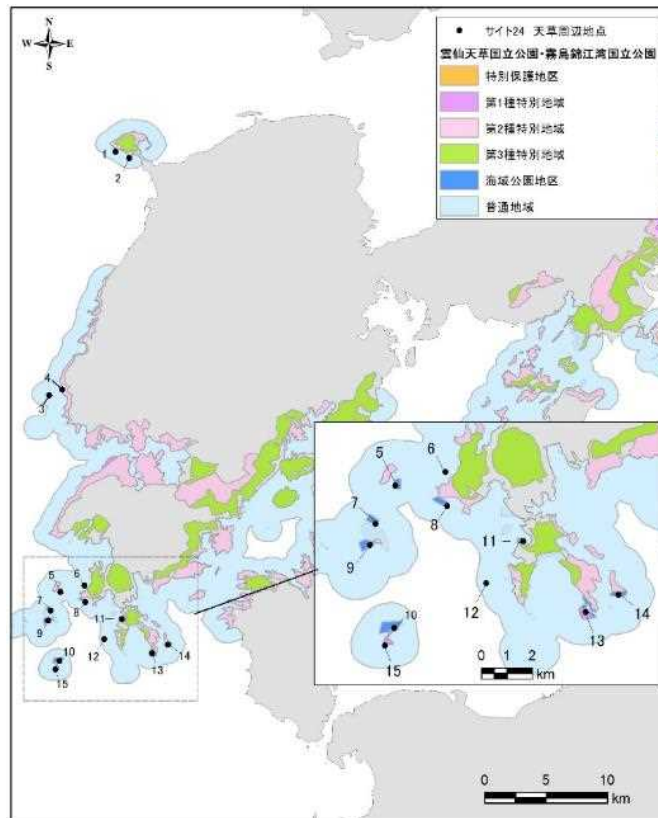 N
W E
S
サイト24 天草周辺地点
雲仙天草国立公園・霧島錦江湾国立公園
特別保護地区
第1種特別地域
第2種特別地域
第3種特別地域
海域公園地区
普通地域
1
2
4
3
5
6
7
8
9
11
10
12
13
14
15
5
6
7
8
9
11
12
10
13
14
15
0 1 2
km
0 5 10
km